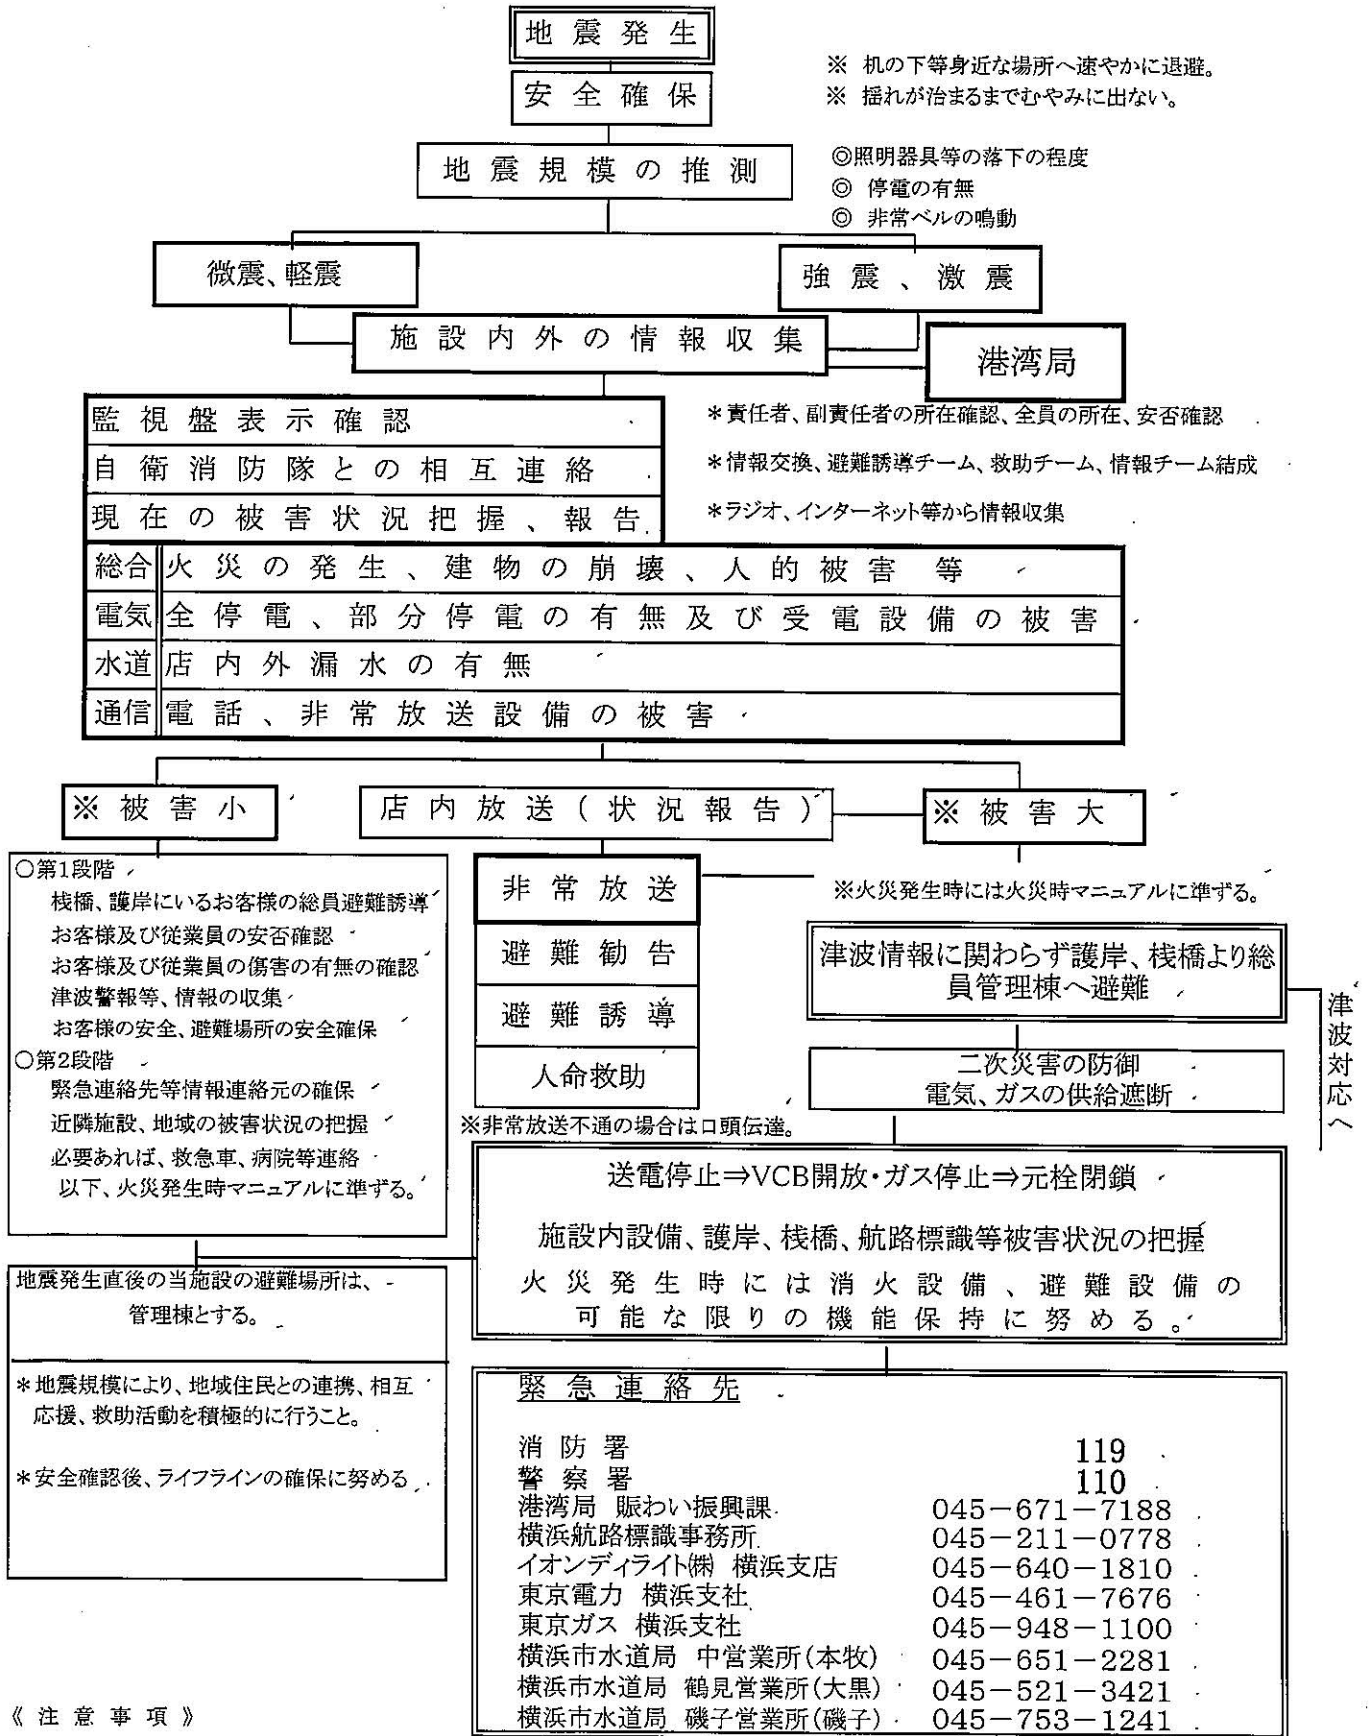 地震発生
安全確保
※ 机の下等身近な場所へ速やかに退避。
※ 揺れが治まるまでむやみに出ない。
地震規模の推測
◎照明器具等の落下の程度
◎ 停電の有無
◎ 非常ベルの鳴動
微震、軽震
強震、激震
施設内外の情報収集
港湾局
監視盤表示確認
自衛消防隊との相互連絡
現在の被害状況把握、報告
*責任者、副責任者の所在確認、全員の所在、安否確認
*情報交換、避難誘導チーム、救助チーム、情報チーム結成
*ラジオ、インターネット等から情報収集
総合 火災の発生、建物の崩壊、人的被害 等
電気 全停電、部分停電の有無及び受電設備の被害
水道 店内外漏水の有無
通信 電話、非常放送設備の被害
※被害小
店内放送(状況報告)
※被害大
○第1段階
桟橋、護岸にいるお客様の総員避難誘導
お客様及び従業員の安否確認
お客様及び従業員の傷害の有無の確認
津波警報等、情報の収集
お客様の安全、避難場所の安全確保
○第2段階
緊急連絡先等情報連絡元の確保
近隣施設、地域の被害状況の把握
必要あれば、救急車、病院等連絡
以下、火災発生時マニュアルに準ずる。
非常放送
避難勧告
避難誘導
人命救助
※非常放送不通の場合は口頭伝達。
※火災発生時には火災時マニュアルに準ずる。
津波情報に関わらず護岸、桟橋より総
員管理棟へ避難
津波対応へ
二次災害の防御
電気、ガスの供給遮断
送電停止⇒VCB開放・ガス停止⇒元栓閉鎖
施設内設備、護岸、桟橋、航路標識等被害状況の把握
火災発生時には消火設備、避難設備の
可能な限りの機能保持に努める。
地震発生直後の当施設の避難場所は、
管理棟とする。
*地震規模により、地域住民との連携、相互
応援、救助活動を積極的に行うこと。
*安全確認後、ライフラインの確保に努める
緊急連絡先
消防署 119
警察署 110
港湾局 賑わい振興課 045-671-7188
横浜航路標識事務所 045-211-0778
イオンディライト㈱ 横浜支店 045-640-1810
東京電力 横浜支社 045-461-7676
東京ガス 横浜支社 045-948-1100
横浜市水道局 中営業所(本牧) 045-651-2281
横浜市水道局 鶴見営業所(大黒) 045-521-3421
横浜市水道局 磯子営業所(磯子) 045-753-1241
《注意事項》